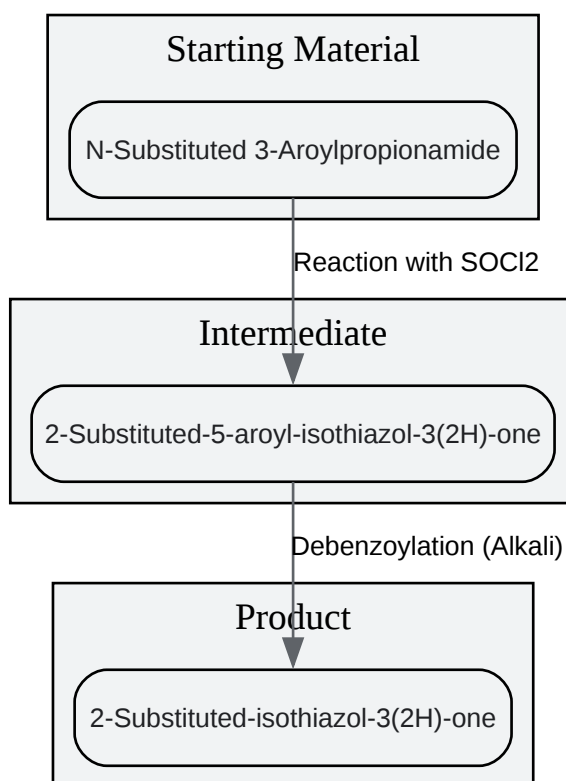 Starting Material
N-Substituted 3-Aroylpropionamide
Reaction with SOCl2
Intermediate
2-Substituted-5-aroyl-isothiazol-3(2H)-one
Debenzoylation (Alkali)
Product
2-Substituted-isothiazol-3(2H)-one